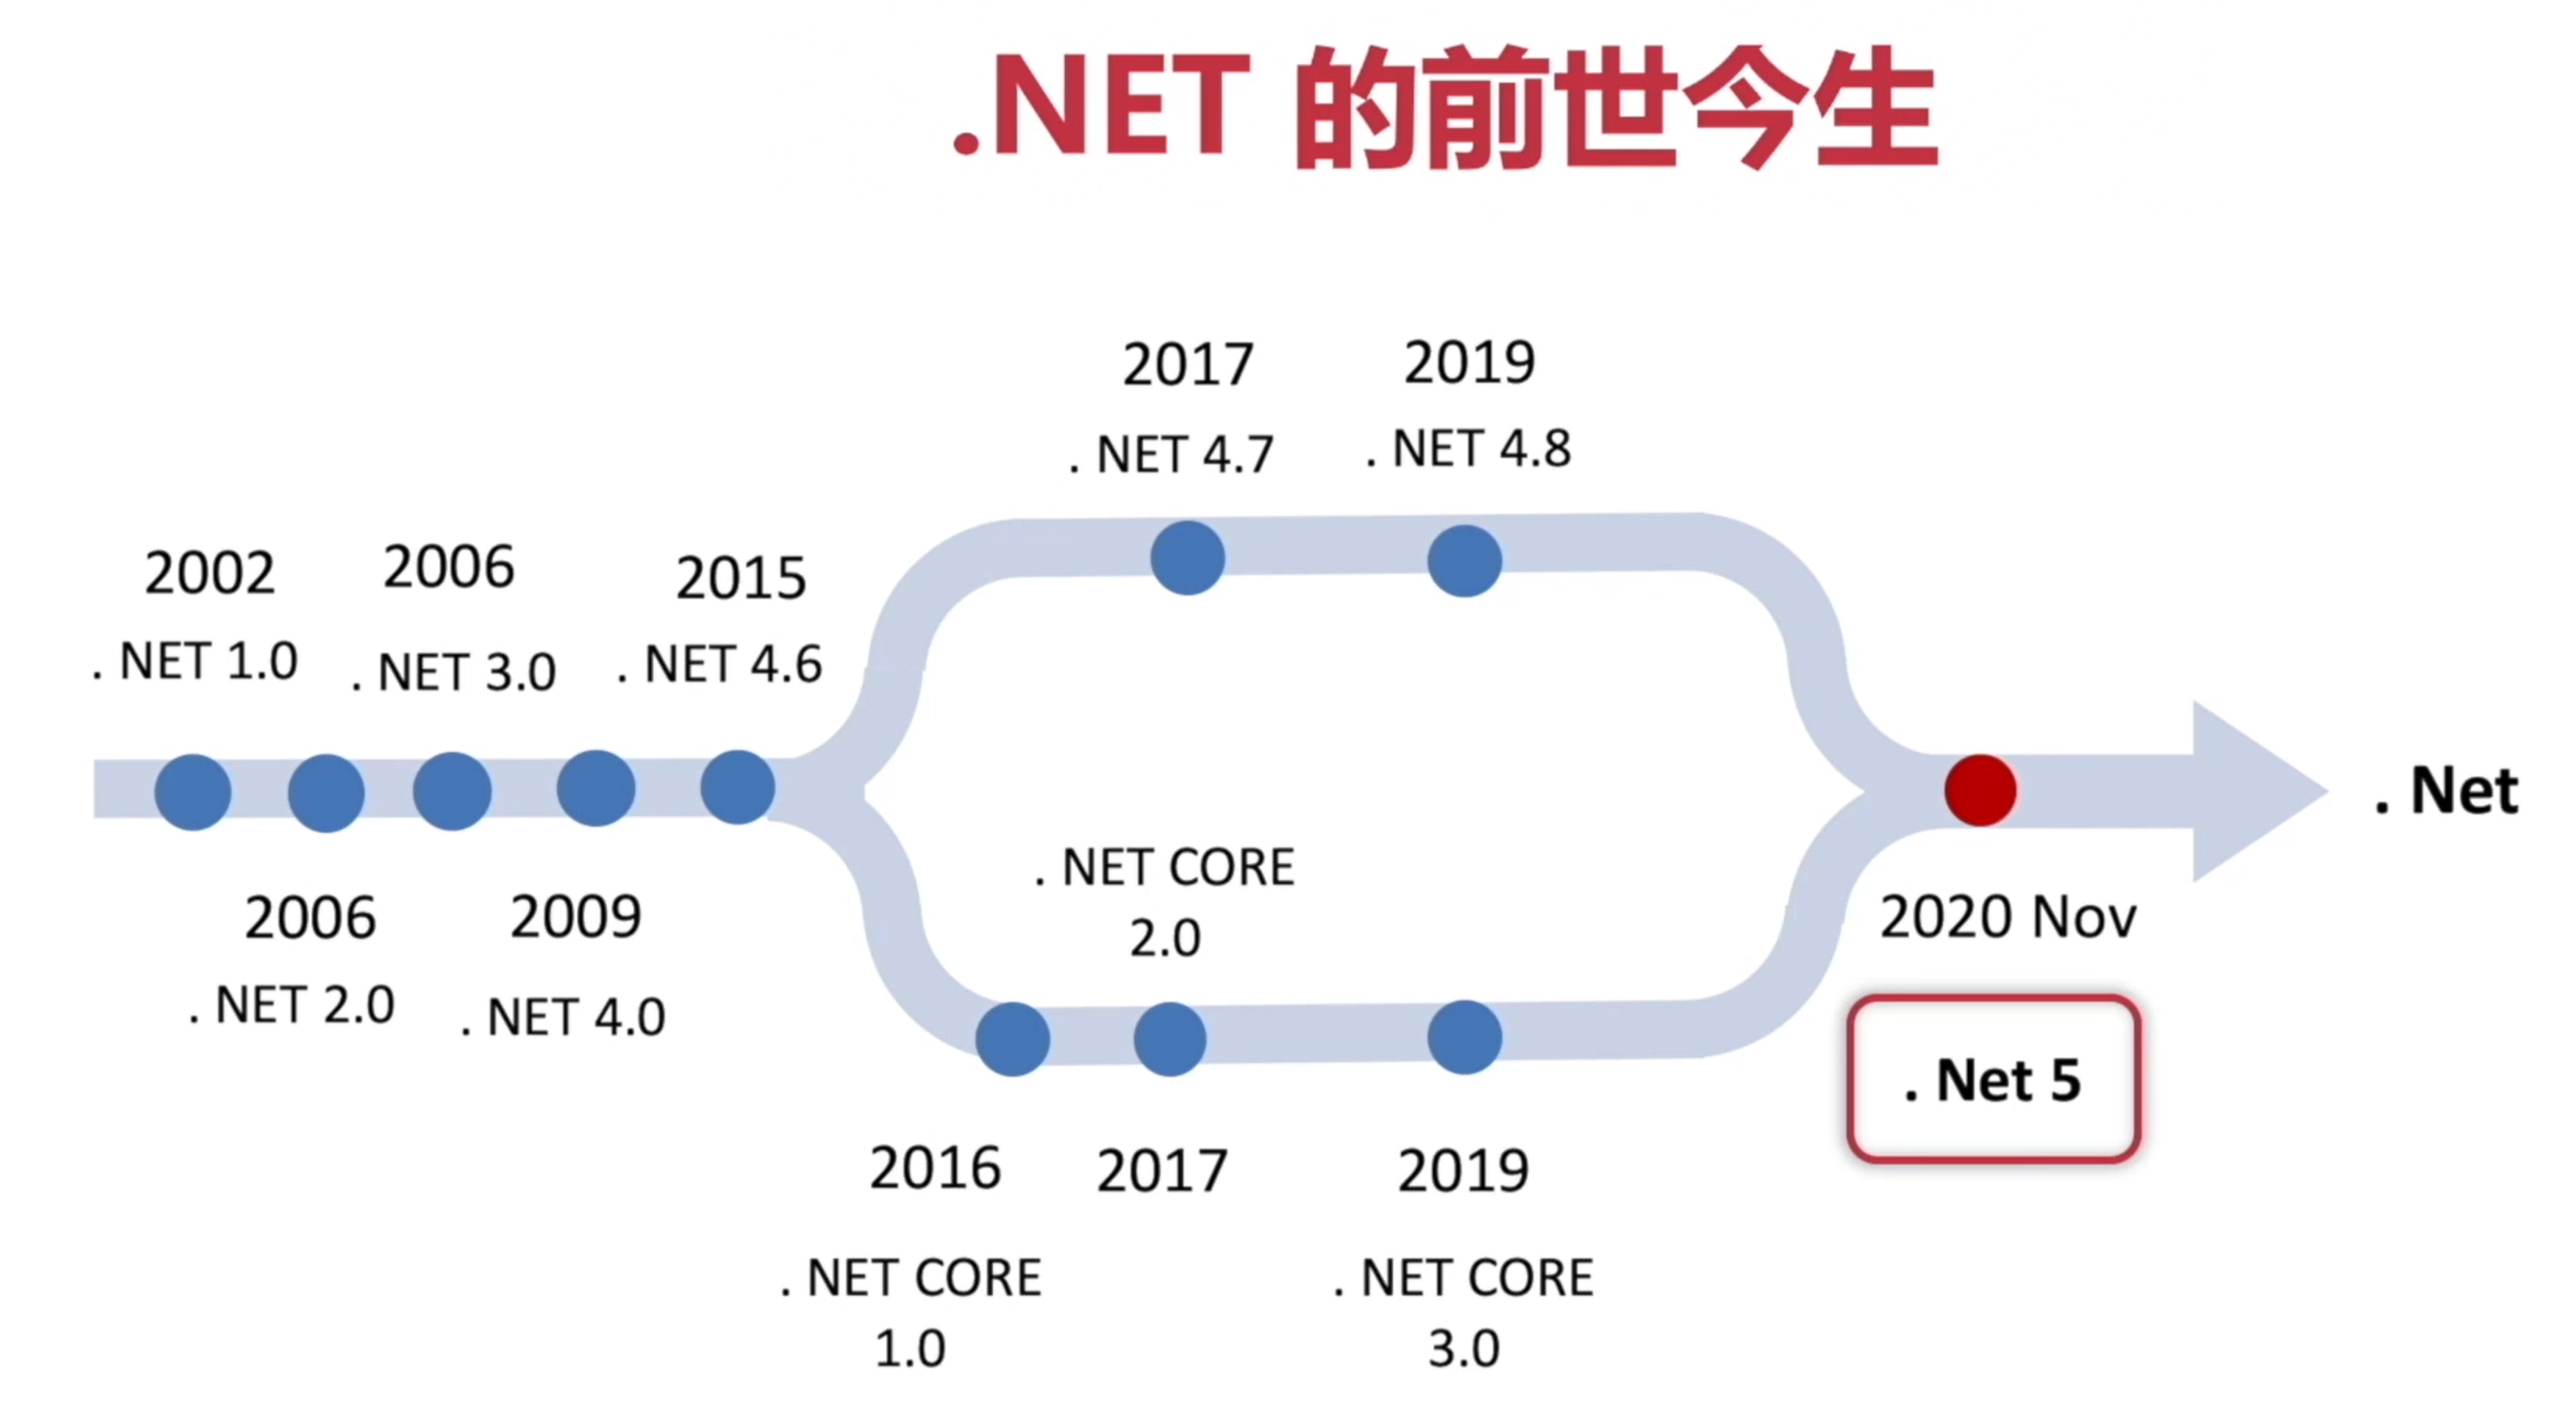 .NET 的前世今生
2017
. NET 4.7
2019
. NET 4.8
2002
. NET 1.0
2006
. NET 3.0
2015
. NET 4.6
. Net
2006
. NET 2.0
2009
. NET 4.0
. NET CORE
2.0
2017
2016
. NET CORE
1.0
2019
. NET CORE
3.0
2020 Nov
. Net 5